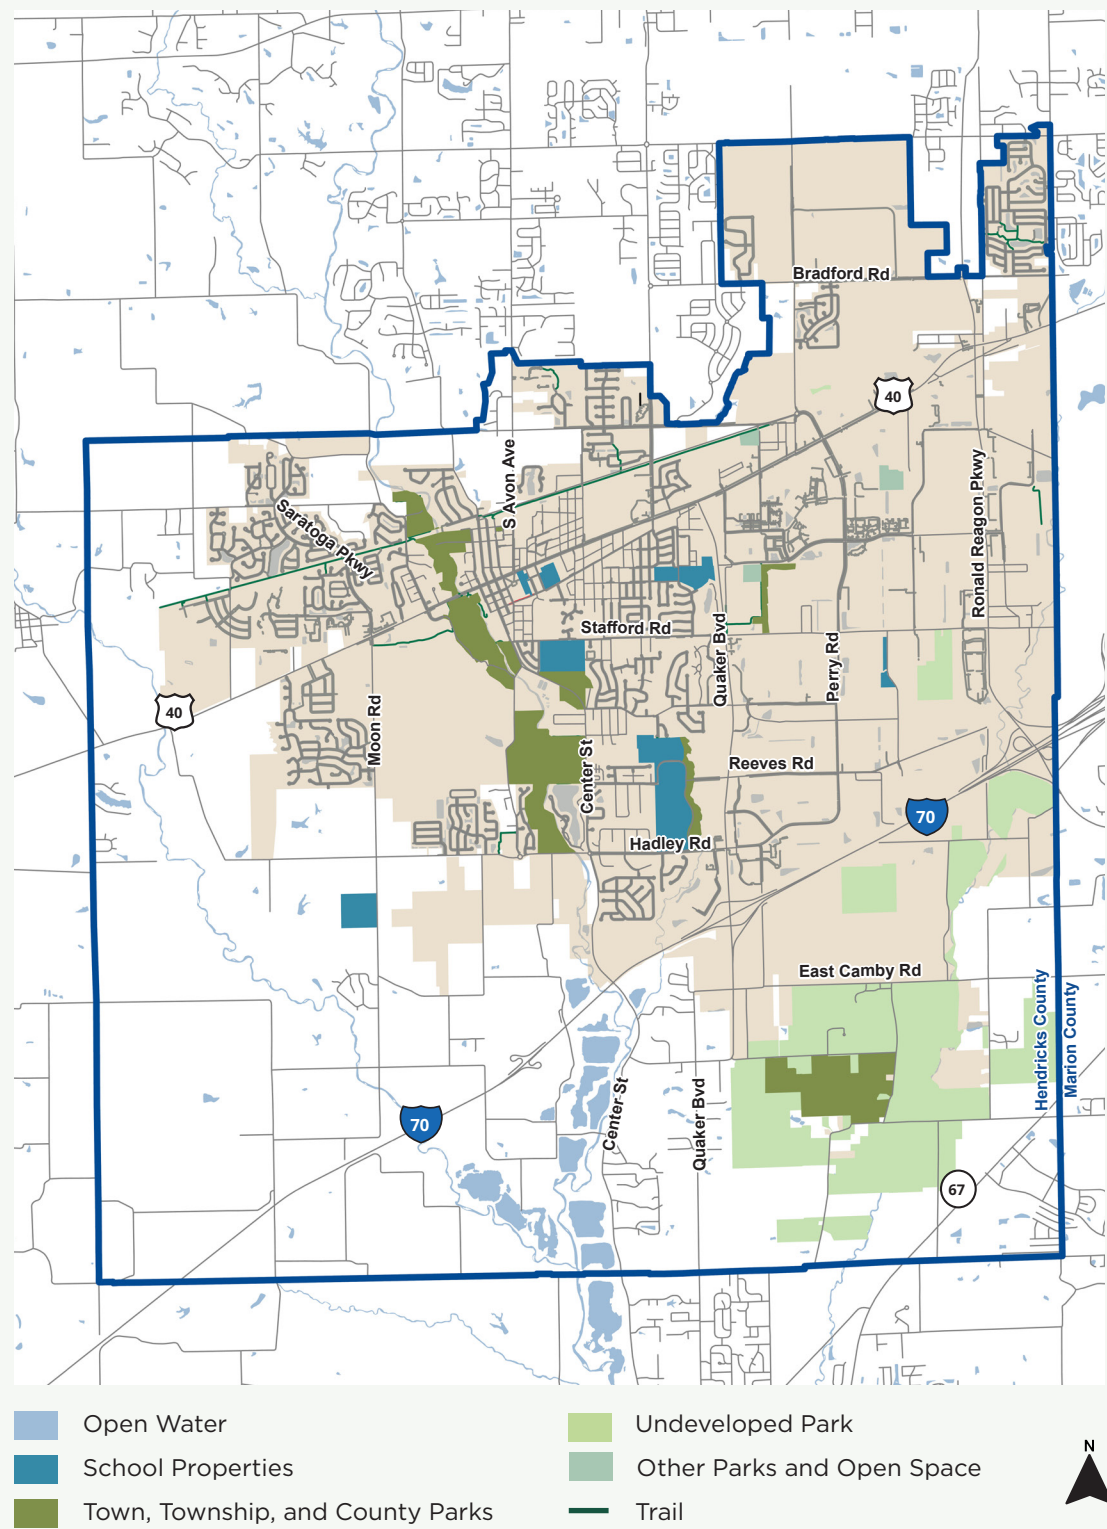 Bradford Rd
40
S Avon Ave
Saratoga Pkwy
Ronald Reagon Pkwy
Stafford Rd
Quaker Bvd
Perry Rd
40
Moon Rd
Center St
Reeves Rd
70
Hadley Rd
East Camby Rd
Hendricks County
Marion County
Center St
Quaker Bvd
70
67
Open Water
School Properties
Town, Township, and County Parks
Undeveloped Park
Other Parks and Open Space
Trail
N